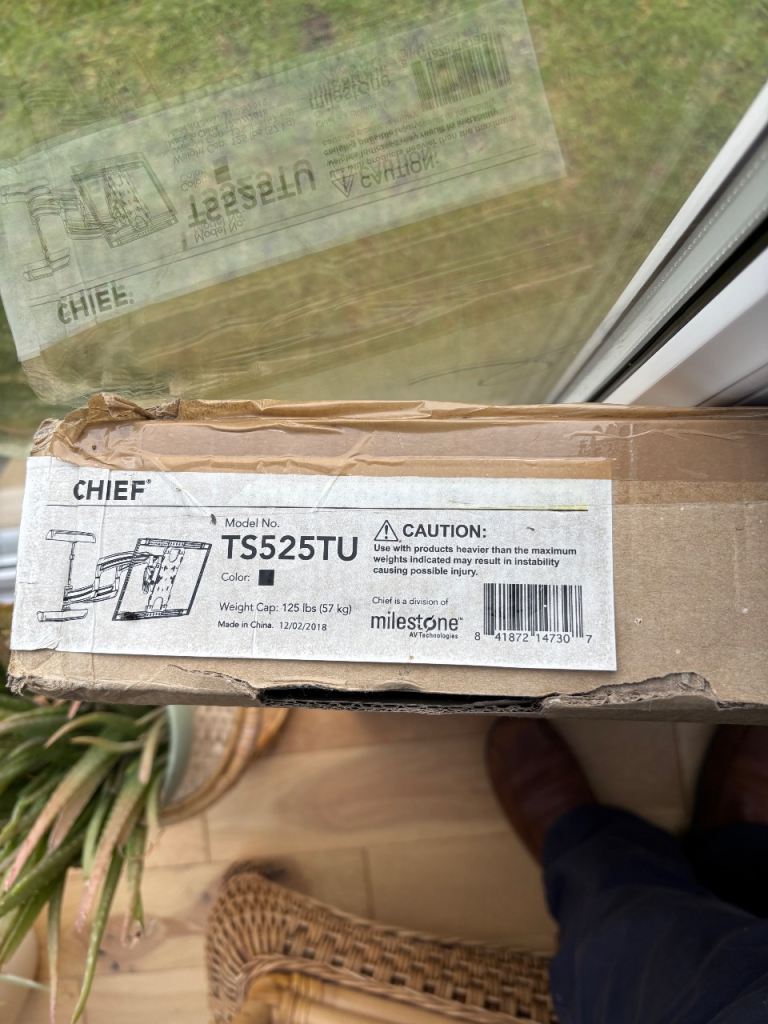 CHIEF®
Model No.
TS525TU
Color:
Weight Cap: 125 lbs (57 kg)
Made in China. 12/02/2018
CAUTION:
Use with products heavier than the maximum
weights indicated may result in instability
causing possible injury.
Chief is a division of
milestone™
AV Technologies
8 41872 14730 7